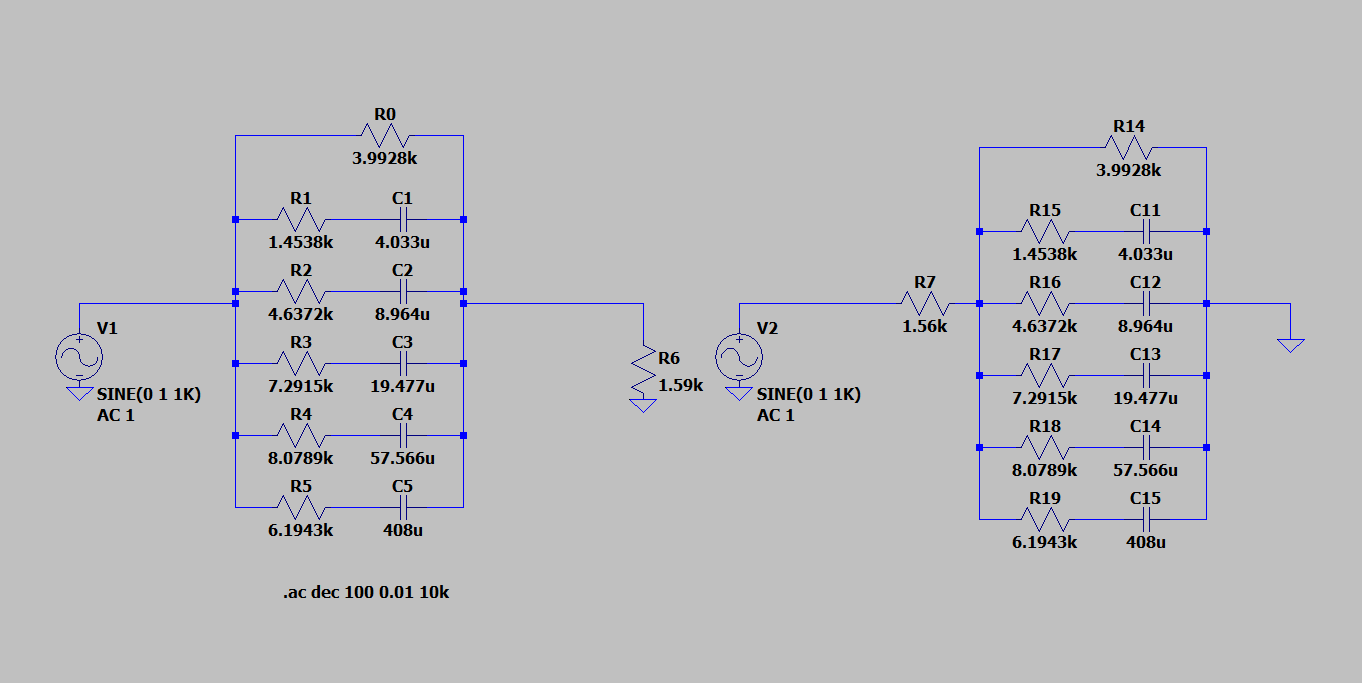 R0
3.9928k
R1 C1
1.4538k 4.033u
R2 C2
4.6372k 8.964u
V1
R3 C3
7.2915k 19.477u
R6
1.59k
SINE(0 1 1K)
AC 1
R4 C4
8.0789k 57.566u
R5 C5
6.1943k 408u
.ac dec 100 0.01 10k
R14
3.9928k
R15 C11
1.4538k 4.033u
R7
1.56k
R16 C12
4.6372k 8.964u
V2
R17 C13
7.2915k 19.477u
SINE(0 1 1K)
AC 1
R18 C14
8.0789k 57.566u
R19 C15
6.1943k 408u